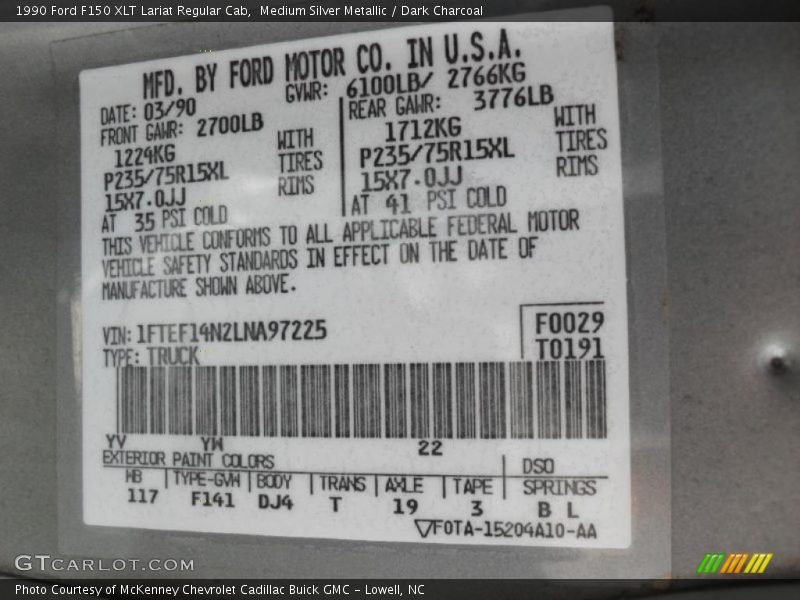 1990 Ford F150 XLT Lariat Regular Cab,  Medium Silver Metallic / Dark Charcoal
MFD. BY FORD MOTOR CO. IN U.S.A.
DATE: 03/90 GVWR: 6100LB/ 2766KG
FRONT GAWR: 2700LB REAR GAWR: 3776LB
1224KG WITH 1712KG WITH
P235/75R15XL TIRES P235/75R15XL TIRES
15X7.0JJ RIMS 15X7.0JJ RIMS
AT 35 PSI COLD AT 41 PSI COLD
THIS VEHICLE CONFORMS TO ALL APPLICABLE FEDERAL MOTOR
VEHICLE SAFETY STANDARDS IN EFFECT ON THE DATE OF
MANUFACTURE SHOWN ABOVE.
VIN: 1FTEF14N2LNA97225 F0029
TYPE: TRUCK T0191
YV YW 22
EXTERIOR PAINT COLORS DSO
WB TYPE-GVW BODY TRANS AXLE TAPE SPRINGS
117 F141 DJ4 T 19 3 B L
▽F0TA-15204A10-AA
GTCARLOT.COM
Photo Courtesy of McKenney Chevrolet Cadillac Buick GMC – Lowell, NC